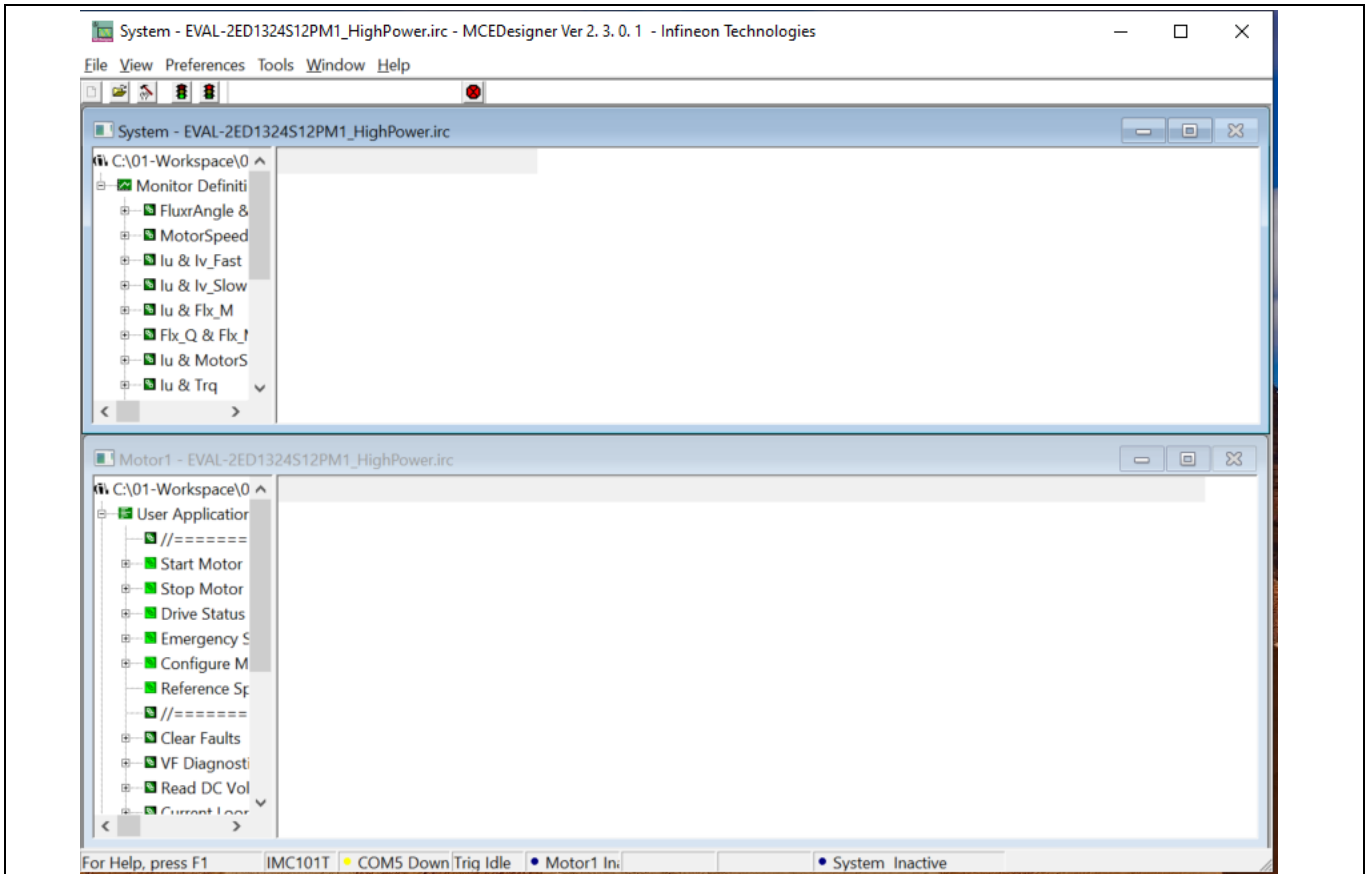 System - EVAL-2ED1324S12PM1_HighPower.irc - MCEDesigner Ver 2. 3. 0. 1 - Infineon Technologies
File View Preferences Tools Window Help
System - EVAL-2ED1324S12PM1_HighPower.irc
C:\01-Workspace\0
Monitor Definiti
FluxrAngle &
MotorSpeed
Iu & Iv_Fast
Iu & Iv_Slow
Iu & Flx_M
Flx_Q & Flx_
Iu & MotorS
Iu & Trq
Motor1 - EVAL-2ED1324S12PM1_HighPower.irc
C:\01-Workspace\0
User Application
//=======
Start Motor
Stop Motor
Drive Status
Emergency S
Configure M
Reference Sp
//=======
Clear Faults
VF Diagnosti
Read DC Vol
Current Loop
For Help, press F1 IMC101T COM5 Down Trig Idle Motor1 Ina System Inactive